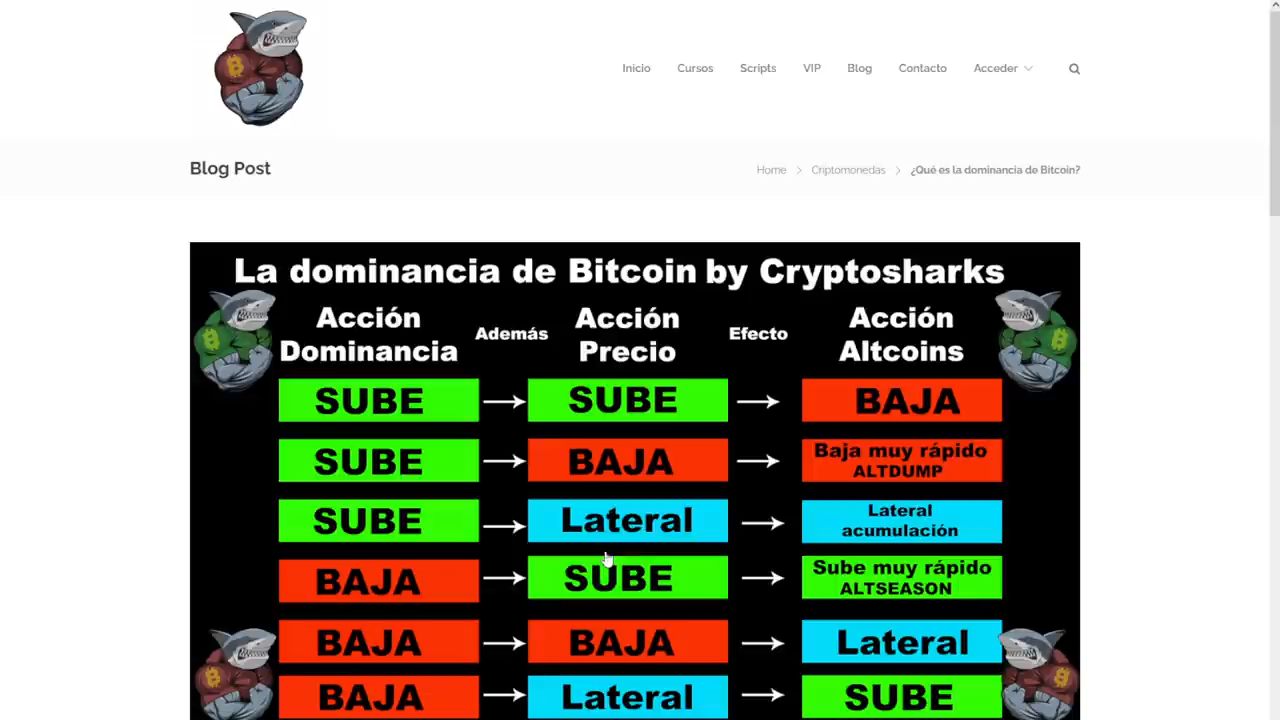 Inicio Cursos Scripts VIP Blog Contacto Acceder
Blog Post
Home > Criptomonedas > ¿Qué es la dominancia de Bitcoin?
La dominancia de Bitcoin by Cryptosharks
Acción Dominancia
Además
Acción Precio
Efecto
Acción Altcoins
SUBE SUBE BAJA
SUBE BAJA Baja muy rápido
ALTDUMP
SUBE Lateral Lateral
acumulación
BAJA SUBE Sube muy rápido
ALTSEASON
BAJA BAJA Lateral
BAJA Lateral SUBE